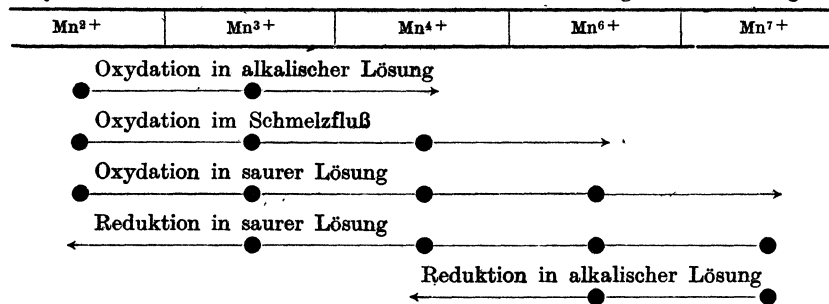 Mn²⁺ Mn³⁺ Mn⁴⁺ Mn⁶⁺ Mn⁷⁺
Oxydation in alkalischer Lösung
Oxydation im Schmelzfluß
Oxydation in saurer Lösung
Reduktion in saurer Lösung
Reduktion in alkalischer Lösung